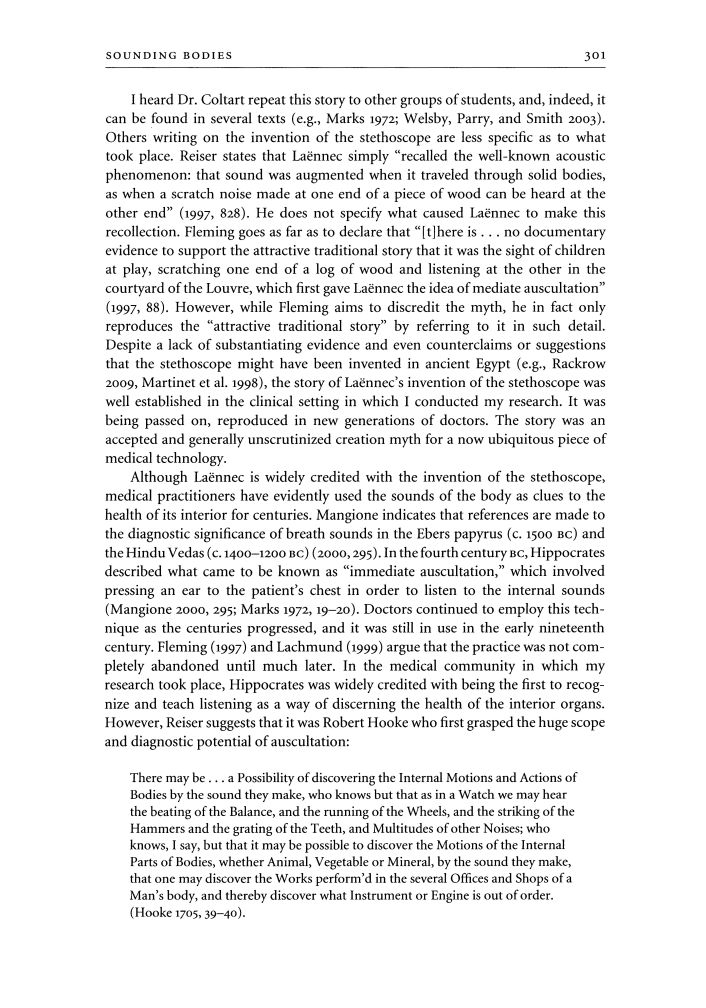 SOUNDING BODIES 301
I heard Dr. Coltart repeat this story to other groups of students, and, indeed, it
can be found in several texts (e.g., Marks 1972; Welsby, Parry, and Smith 2003).
Others writing on the invention of the stethoscope are less specific as to what
took place. Reiser states that Laënnec simply “recalled the well-known acoustic
phenomenon: that sound was augmented when it traveled through solid bodies,
as when a scratch noise made at one end of a piece of wood can be heard at the
other end” (1997, 828). He does not specify what caused Laënnec to make this
recollection. Fleming goes as far as to declare that “[t]here is . . . no documentary
evidence to support the attractive traditional story that it was the sight of children
at play, scratching one end of a log of wood and listening at the other in the
courtyard of the Louvre, which first gave Laënnec the idea of mediate auscultation”
(1997, 88). However, while Fleming aims to discredit the myth, he in fact only
reproduces the “attractive traditional story” by referring to it in such detail.
Despite a lack of substantiating evidence and even counterclaims or suggestions
that the stethoscope might have been invented in ancient Egypt (e.g., Rackrow
2009, Martinet et al. 1998), the story of Laënnec’s invention of the stethoscope was
well established in the clinical setting in which I conducted my research. It was
being passed on, reproduced in new generations of doctors. The story was an
accepted and generally unscrutinized creation myth for a now ubiquitous piece of
medical technology.
Although Laënnec is widely credited with the invention of the stethoscope,
medical practitioners have evidently used the sounds of the body as clues to the
health of its interior for centuries. Mangione indicates that references are made to
the diagnostic significance of breath sounds in the Ebers papyrus (c. 1500 BC) and
the Hindu Vedas (c. 1400–1200 BC) (2000, 295). In the fourth century BC, Hippocrates
described what came to be known as “immediate auscultation,” which involved
pressing an ear to the patient’s chest in order to listen to the internal sounds
(Mangione 2000, 295; Marks 1972, 19–20). Doctors continued to employ this tech-
nique as the centuries progressed, and it was still in use in the early nineteenth
century. Fleming (1997) and Lachmund (1999) argue that the practice was not com-
pletely abandoned until much later. In the medical community in which my
research took place, Hippocrates was widely credited with being the first to recog-
nize and teach listening as a way of discerning the health of the interior organs.
However, Reiser suggests that it was Robert Hooke who first grasped the huge scope
and diagnostic potential of auscultation:
There may be . . . a Possibility of discovering the Internal Motions and Actions of
Bodies by the sound they make, who knows but that as in a Watch we may hear
the beating of the Balance, and the running of the Wheels, and the striking of the
Hammers and the grating of the Teeth, and Multitudes of other Noises; who
knows, I say, but that it may be possible to discover the Motions of the Internal
Parts of Bodies, whether Animal, Vegetable or Mineral, by the sound they make,
that one may discover the Works perform’d in the several Offices and Shops of a
Man’s body, and thereby discover what Instrument or Engine is out of order.
(Hooke 1705, 39–40).